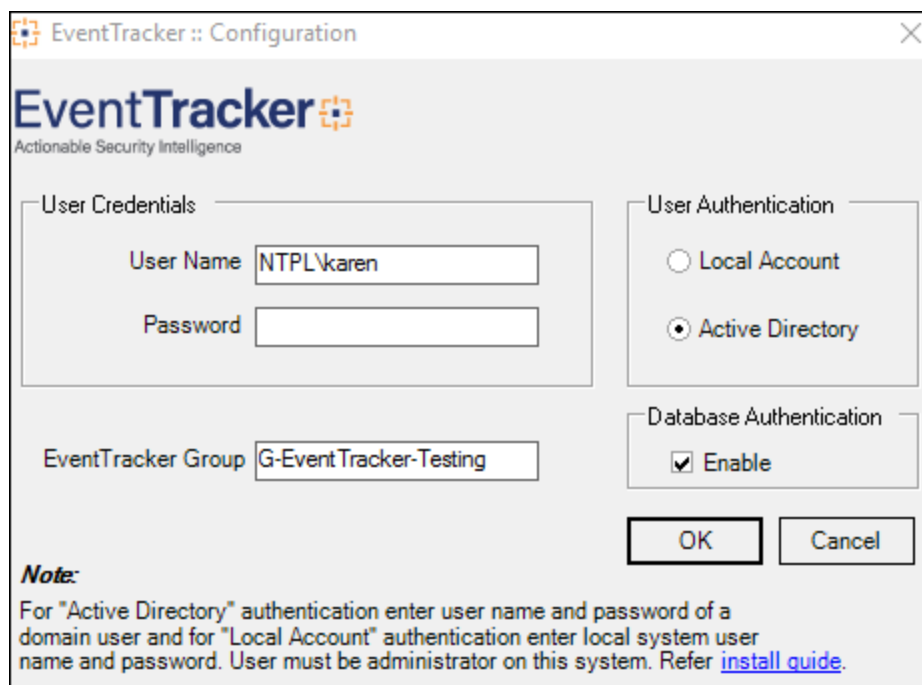 EventTracker :: Configuration
EventTracker
Actionable Security Intelligence
User Credentials
User Name NTPL\karen
Password
User Authentication
Local Account
Active Directory
EventTracker Group G-EventTracker-Testing
Database Authentication
Enable
OK Cancel
Note:
For "Active Directory" authentication enter user name and password of a
domain user and for "Local Account" authentication enter local system user
name and password. User must be administrator on this system. Refer install guide.